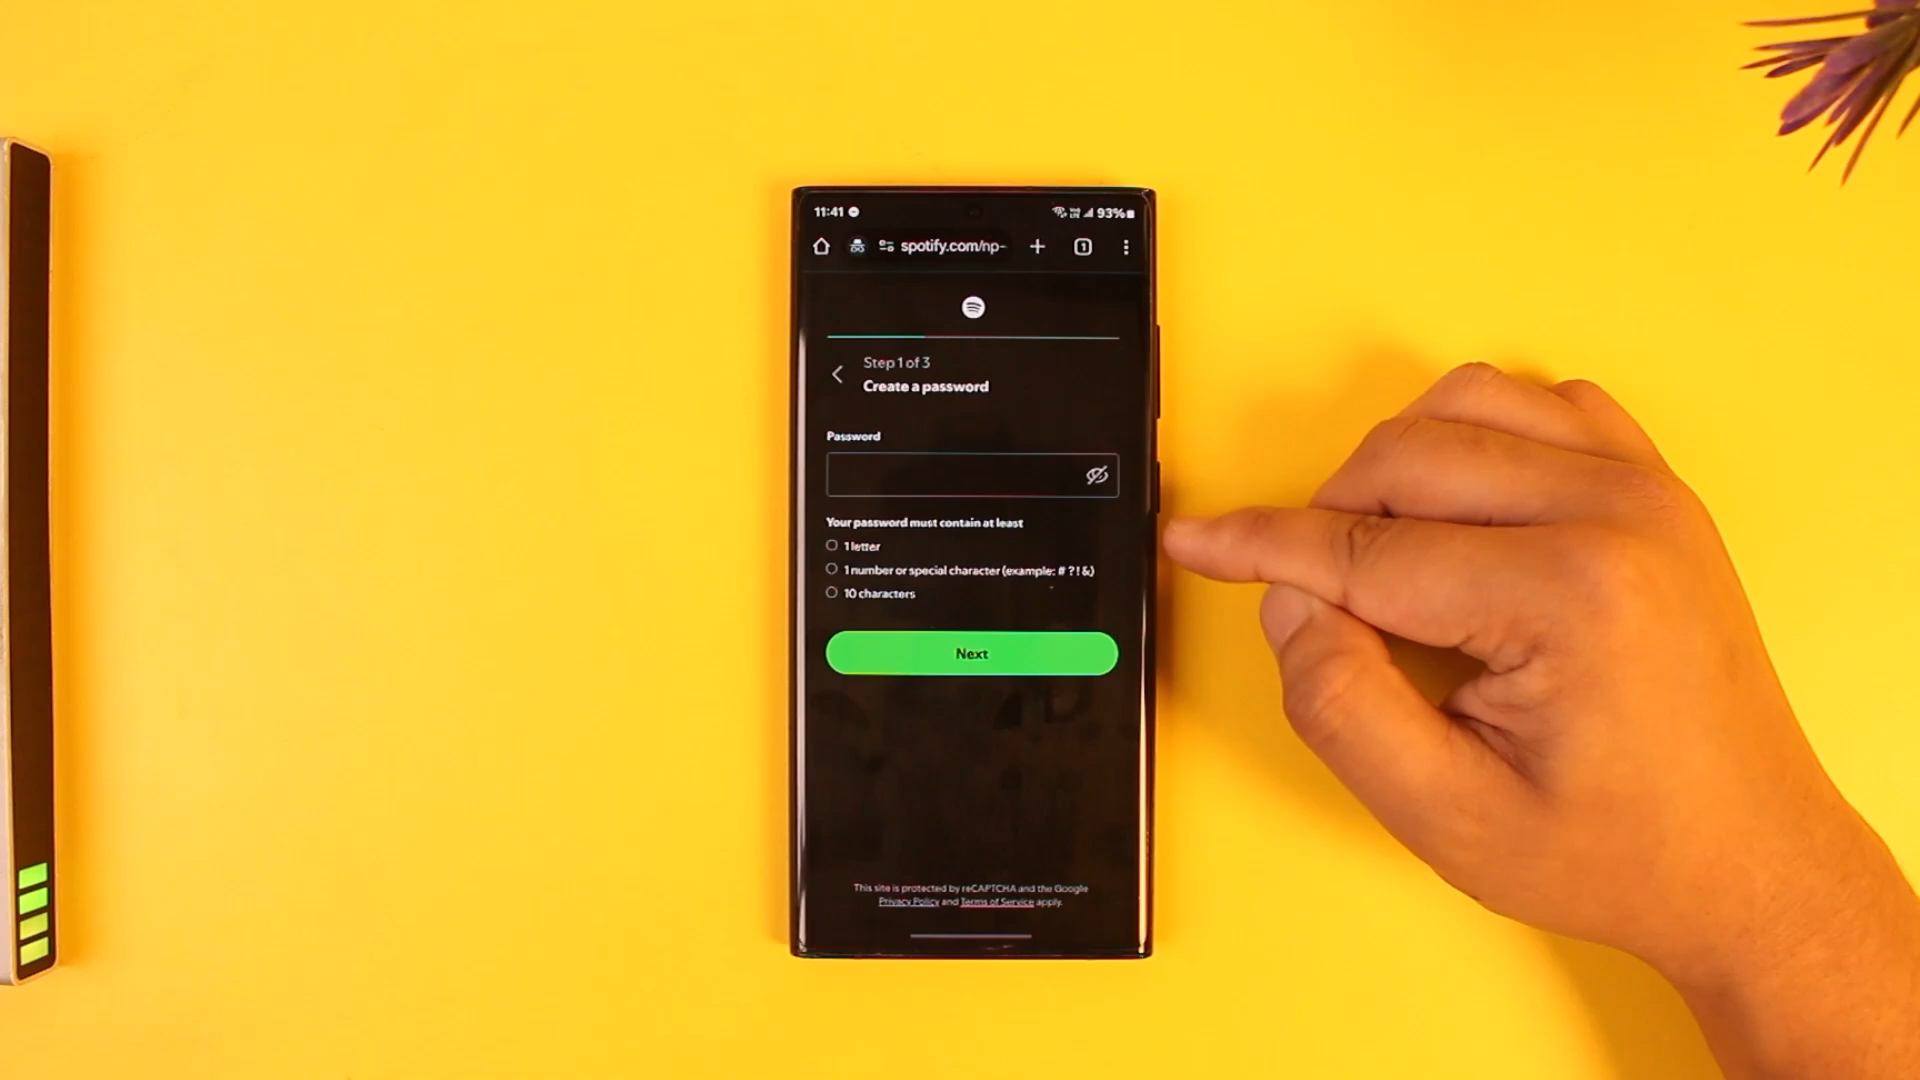 11:41 93%
spotify.com/np- 1
Step 1 of 3
Create a password
Password
Your password must contain at least
1 letter
1 number or special character (example: # ? ! &)
10 characters
Next
This site is protected by reCAPTCHA and the Google
Privacy Policy and Terms of Service apply.